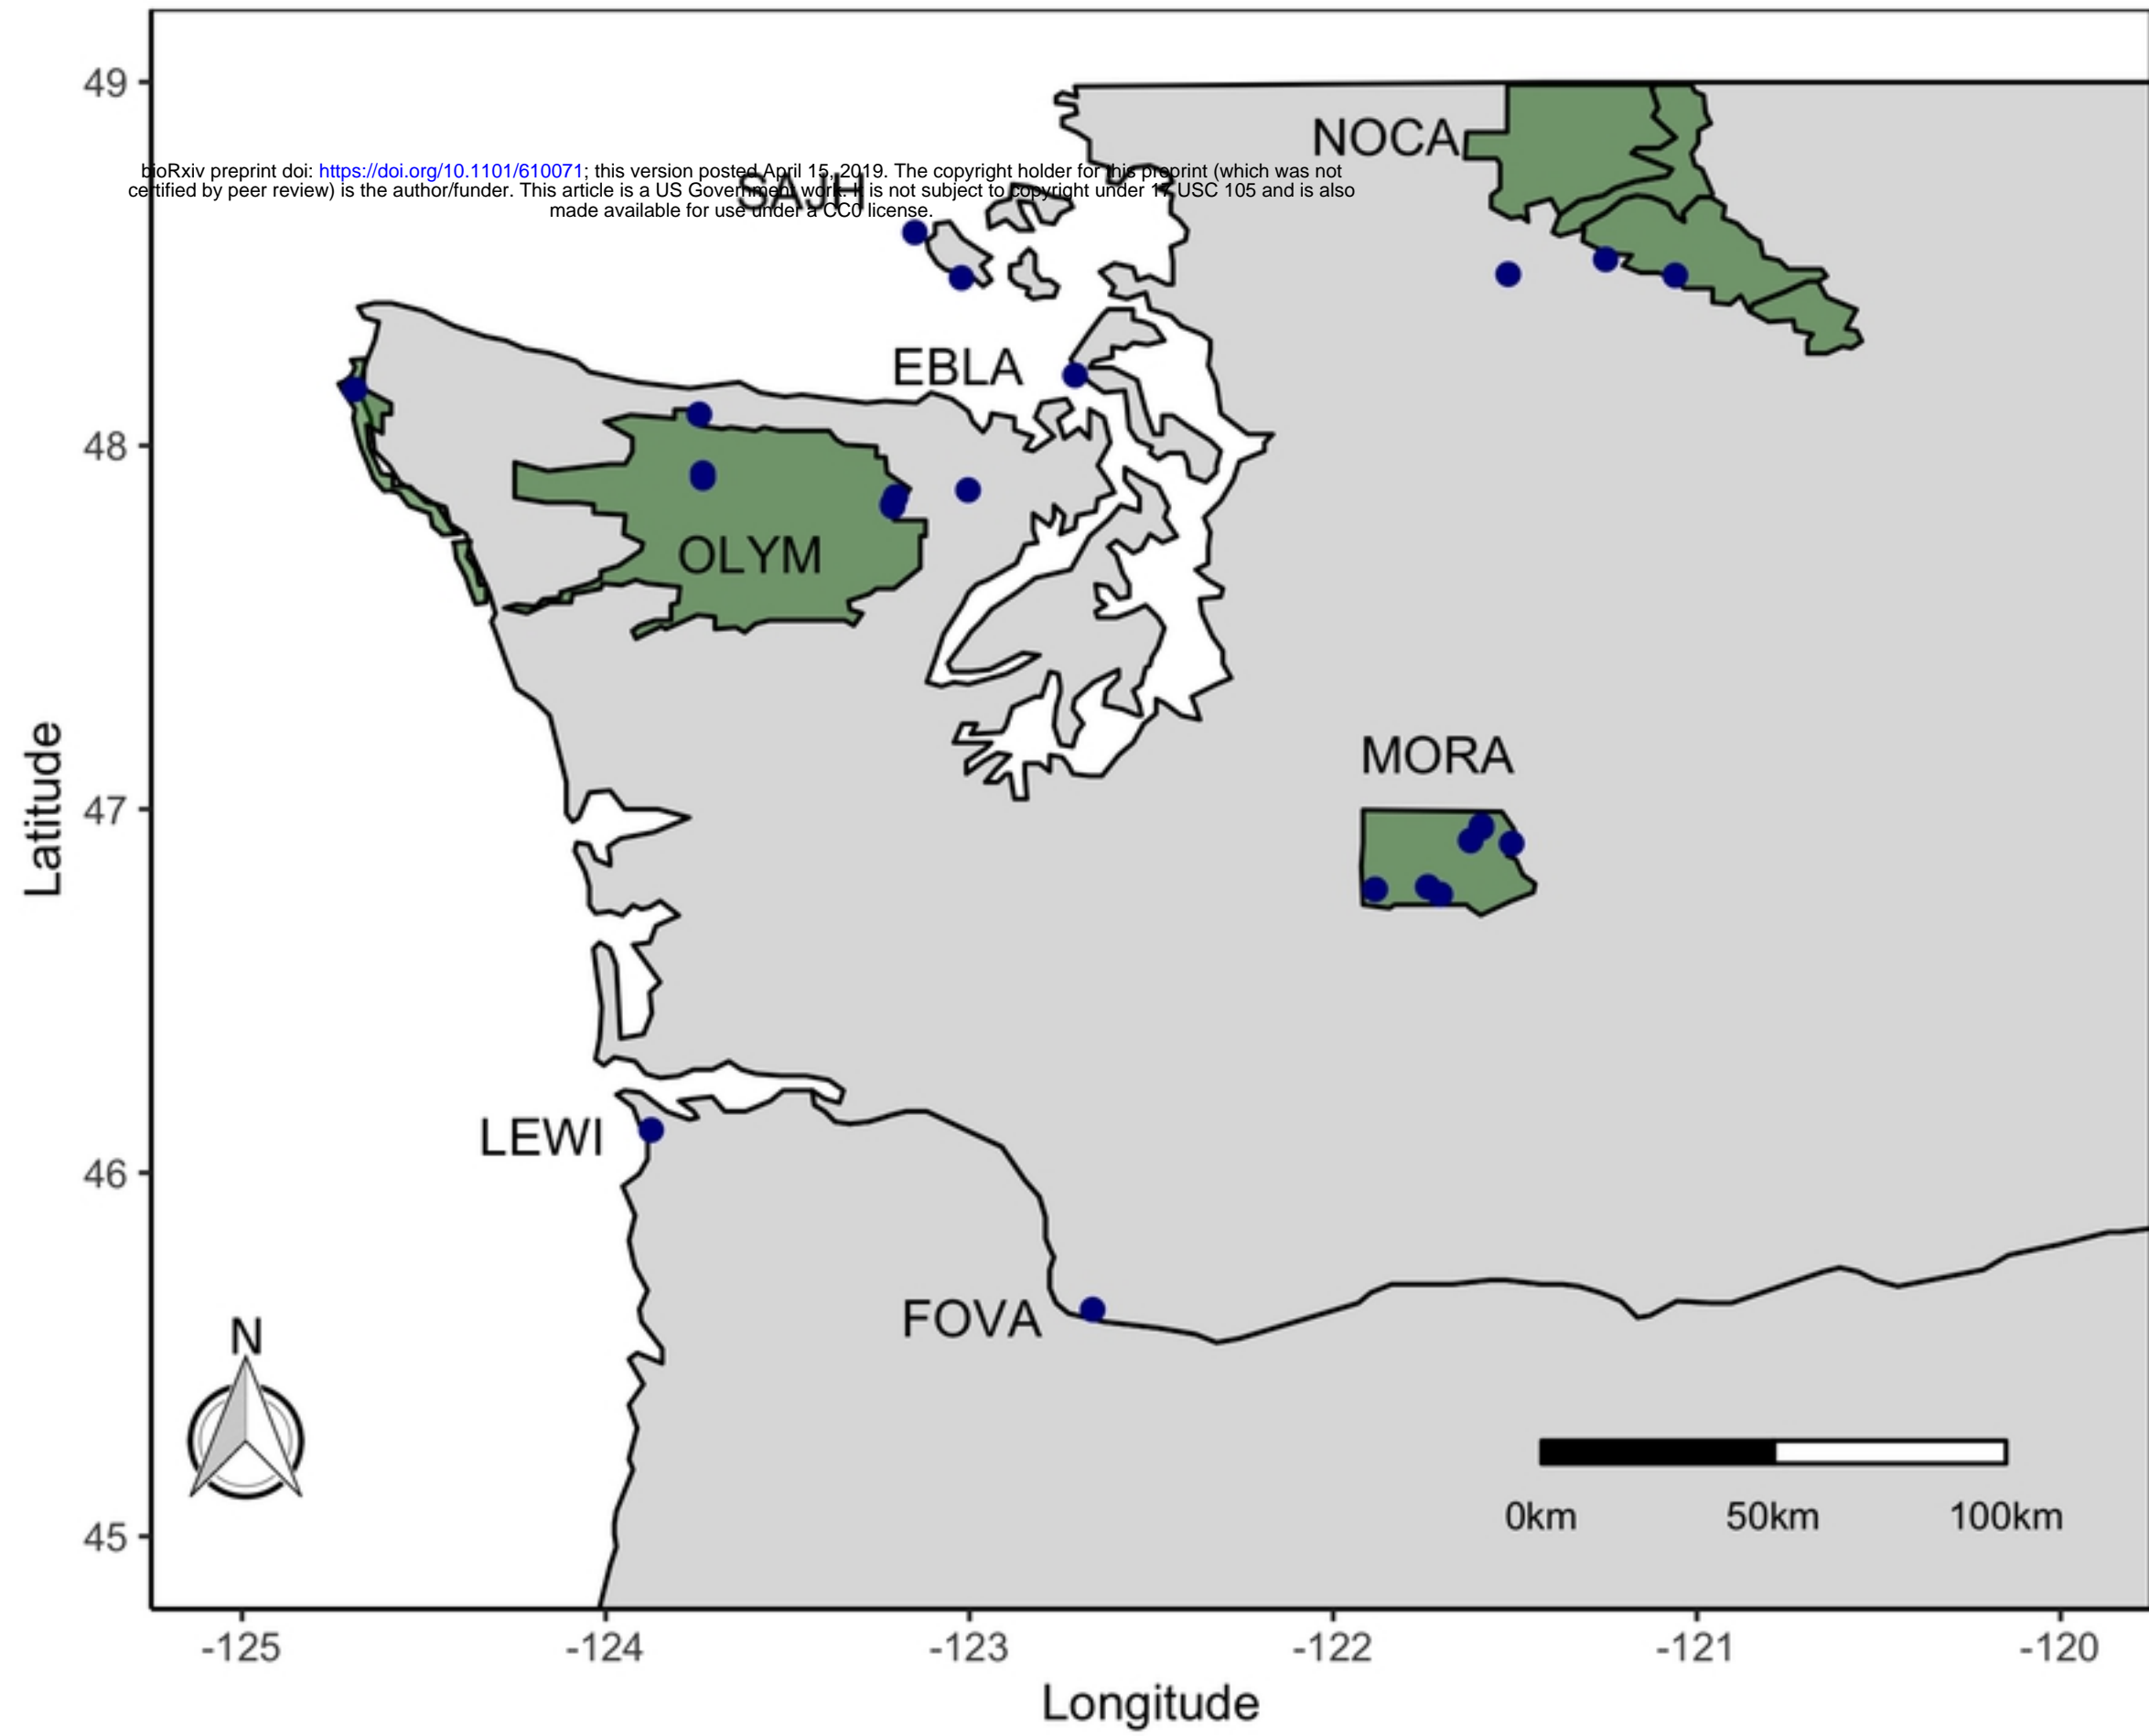 49
NOCA
bioRxiv preprint doi: https://doi.org/10.1101/610071; this version posted April 15, 2019. The copyright holder for this preprint (which was not
certified by peer review) is the author/funder. This article is a US Government work. It is not subject to copyright under 17 USC 105 and is also
made available for use under a CC0 license.
SAJH
EBLA
48
OLYM
MORA
47
Latitude
LEWI
46
FOVA
N
0km 50km 100km
45
-125 -124 -123 -122 -121 -120
Longitude